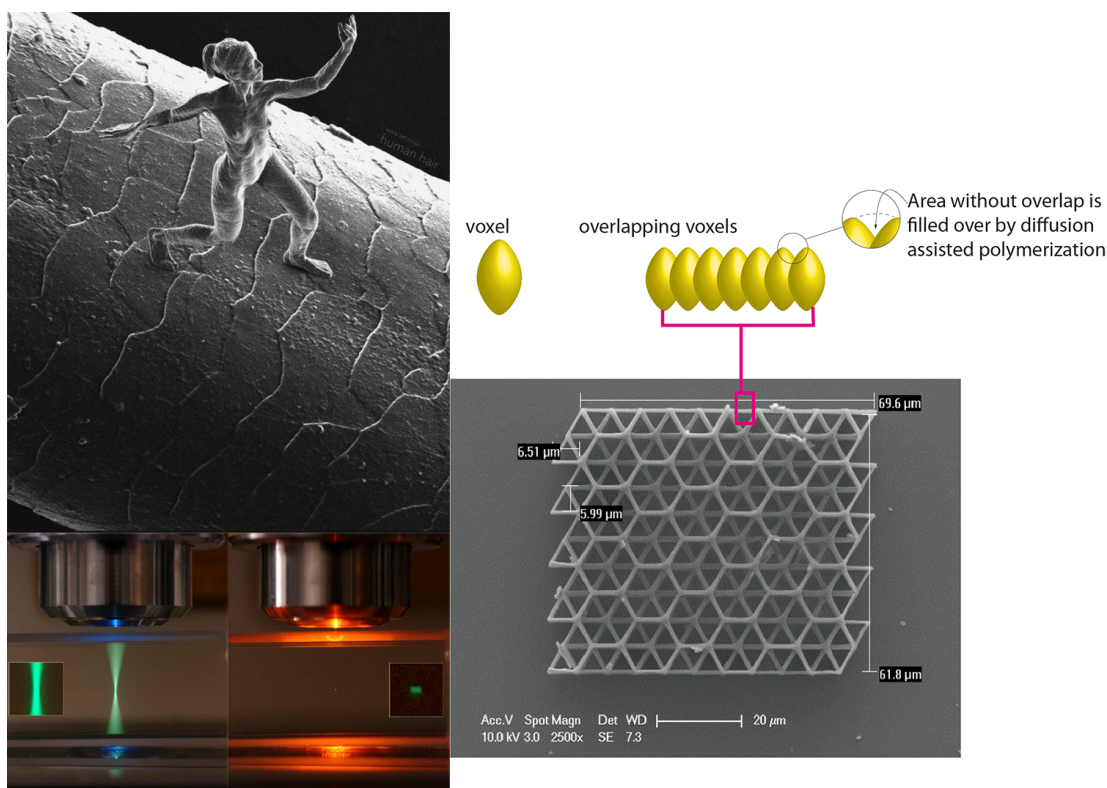 human hair
voxel
overlapping voxels
Area without overlap is
filled over by diffusion
assisted polymerization
69.6 µm
6.51 µm
5.99 µm
61.8 µm
Acc.V Spot Magn Det WD 20 µm
10.0 kV 3.0 2500x SE 7.3